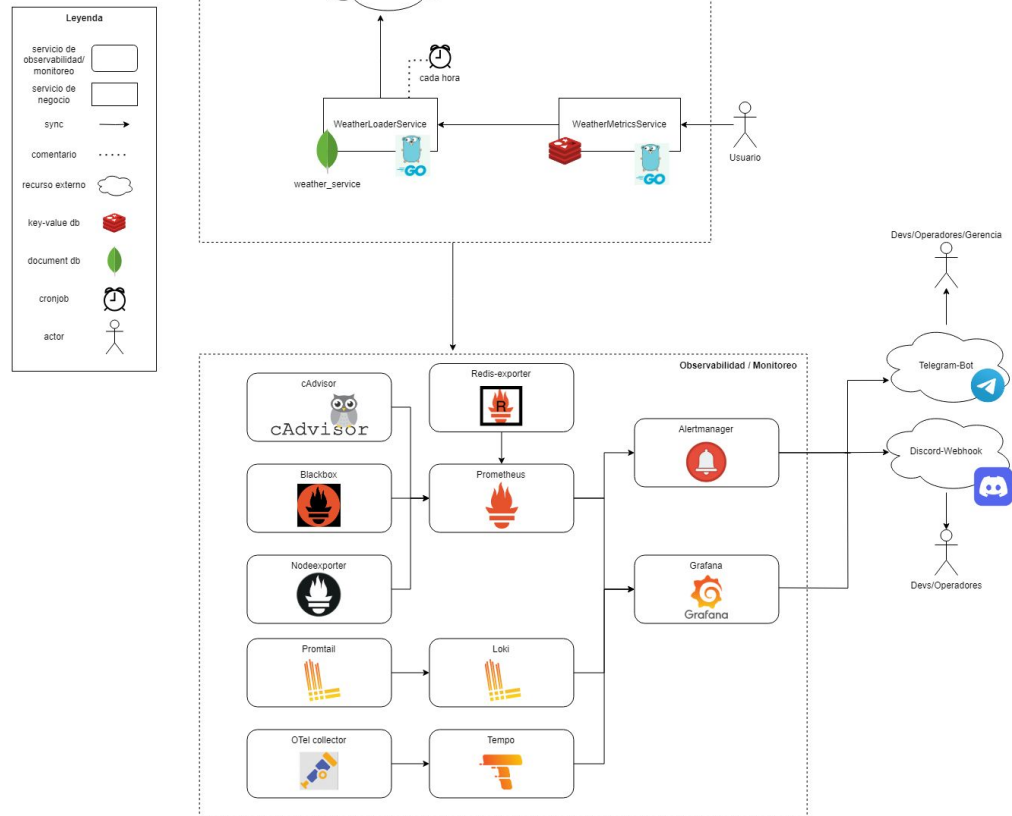 Leyenda
servicio de
observabilidad/
monitoreo
servicio de
negocio
sync
comentario
recurso externo
key-value db
document db
cronjob
actor
cada hora
WeatherLoaderService
GO
weather_service
WeatherMetricsService
GO
Usuario
Observabilidad / Monitoreo
cAdvisor
cAdvisor
Redis-exporter
R
Blackbox
Prometheus
Nodeexporter
Promtail
Loki
OTel collector
Tempo
Alertmanager
Grafana
Grafana
Devs/Operadores/Gerencia
Telegram-Bot
Discord-Webhook
Devs/Operadores